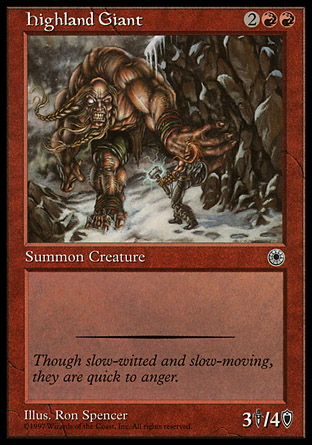 Highland Giant 2
Summon Creature
Though slow-witted and slow-moving,
they are quick to anger.
Illus. Ron Spencer
©1997 Wizards of the Coast, Inc. All rights reserved.
3/4